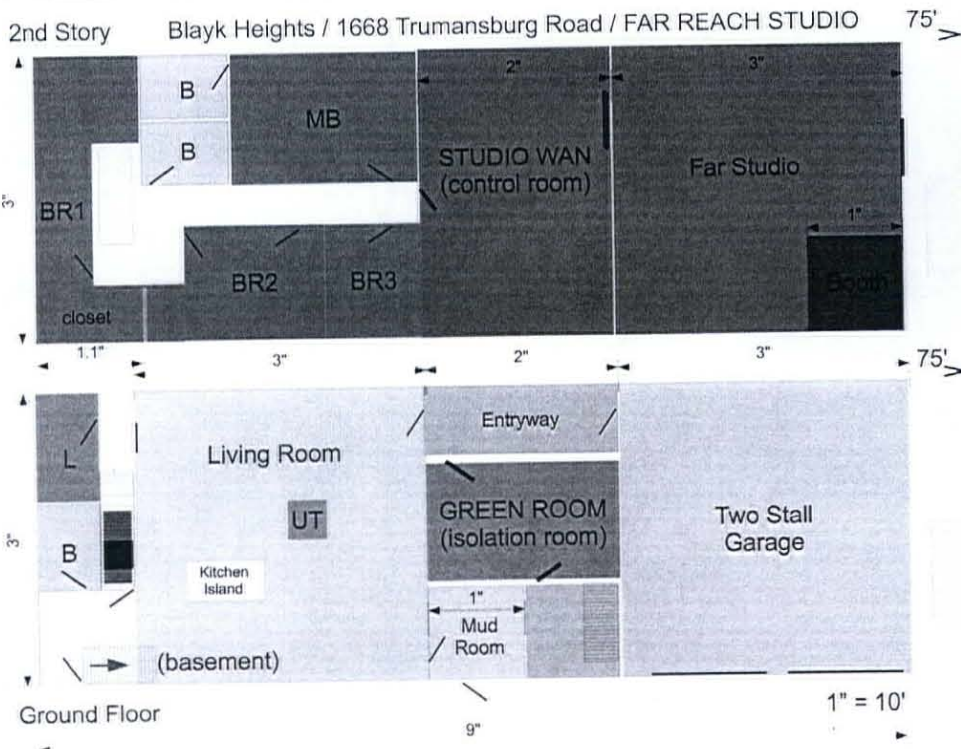 2nd Story Blayk Heights / 1668 Trumansburg Road / FAR REACH STUDIO 75'
2" 3"
B MB
B
STUDIO WAN
(control room)
Far Studio
3"
BR1
1"
BR2 BR3
Booth
closet
1.1" 3" 2" 3" 75'
Entryway
Living Room
L
GREEN ROOM
(isolation room)
UT
Two Stall
Garage
3"
B
Kitchen
Island
1"
Mud
Room
(basement)
1" = 10'
Ground Floor
9"